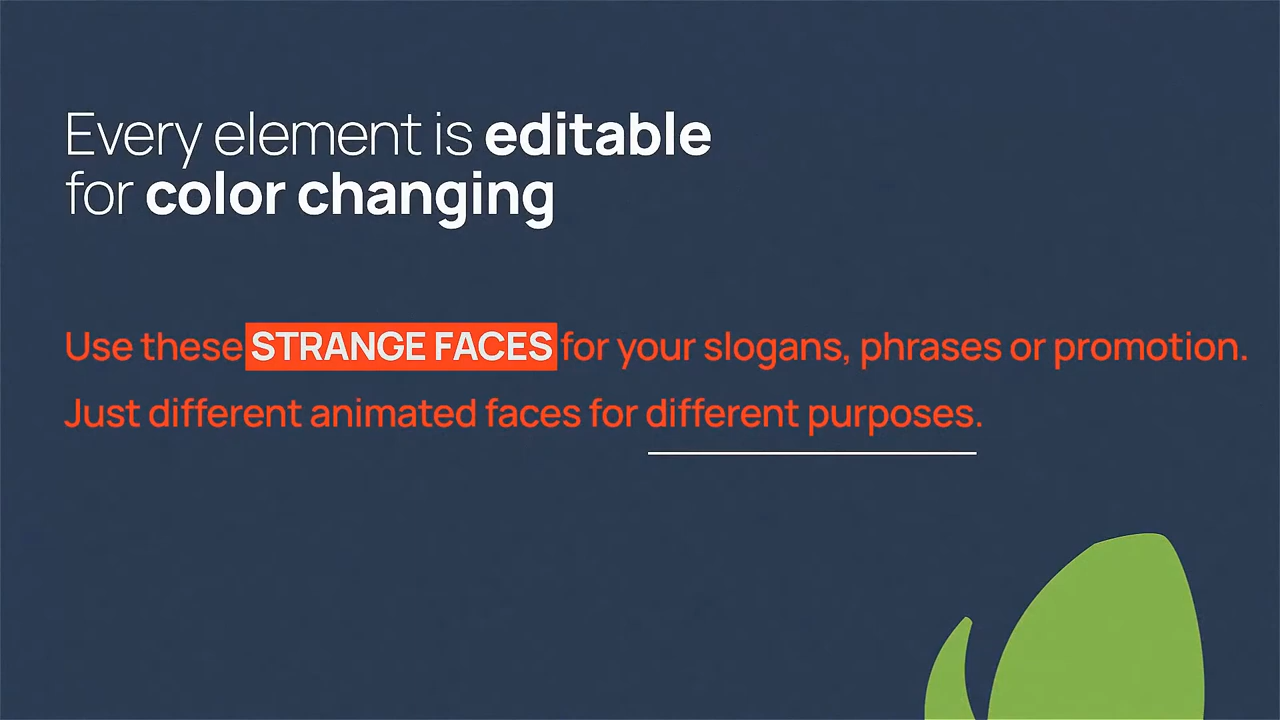 Every element is editable
for color changing
Use these STRANGE FACES for your slogans, phrases or promotion.
Just different animated faces for different purposes.